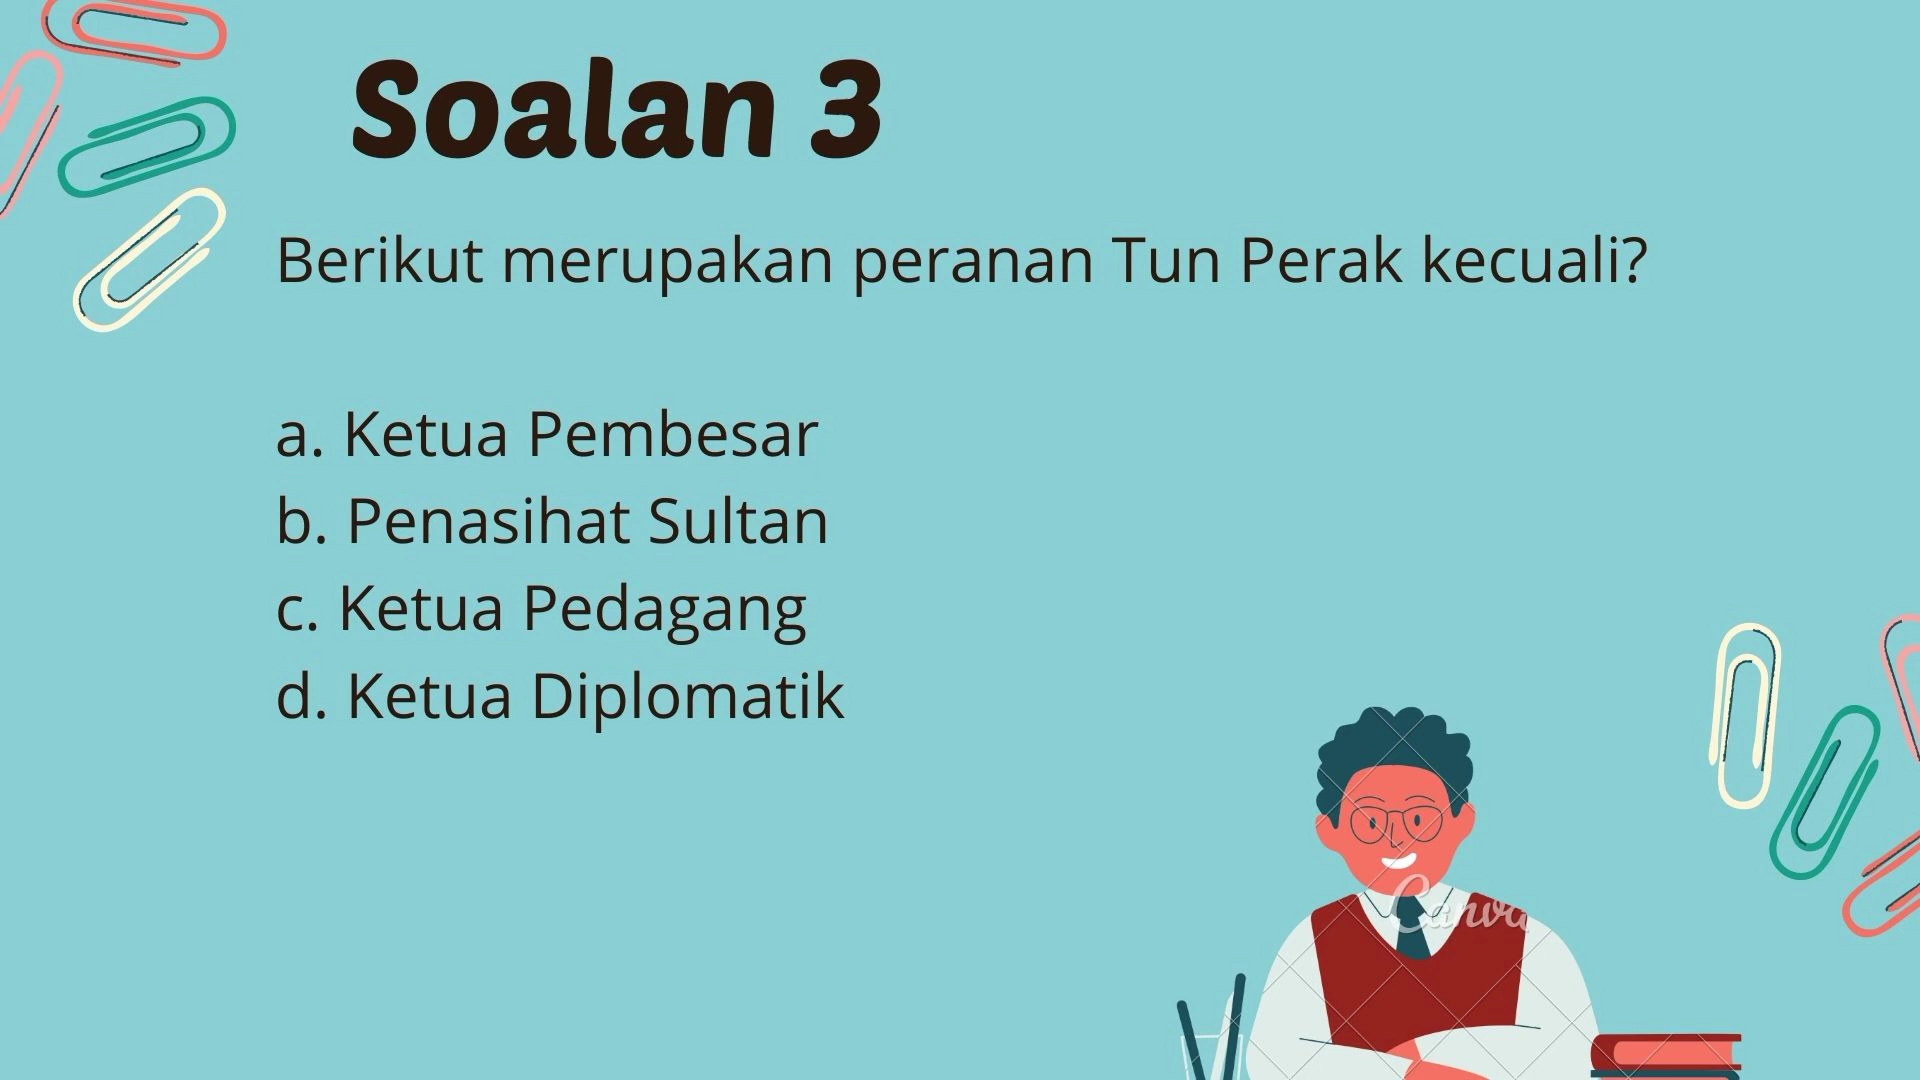 Soalan 3
Berikut merupakan peranan Tun Perak kecuali?
a. Ketua Pembesar
b. Penasihat Sultan
c. Ketua Pedagang
d. Ketua Diplomatik
Canva